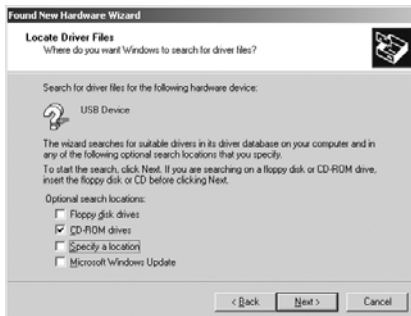 Found New Hardware Wizard
Locate Driver Files
Where do you want Windows to search for driver files?
Search for driver files for the following hardware device:
USB Device
The wizard searches for suitable drivers in its driver database on your computer and in
any of the following optional search locations that you specify.
To start the search, click Next. If you are searching on a floppy disk or CD-ROM drive,
insert the floppy disk or CD before clicking Next.
Optional search locations:
Floppy disk drives
CD-ROM drives
Specify a location
Microsoft Windows Update
< Back
Next >
Cancel